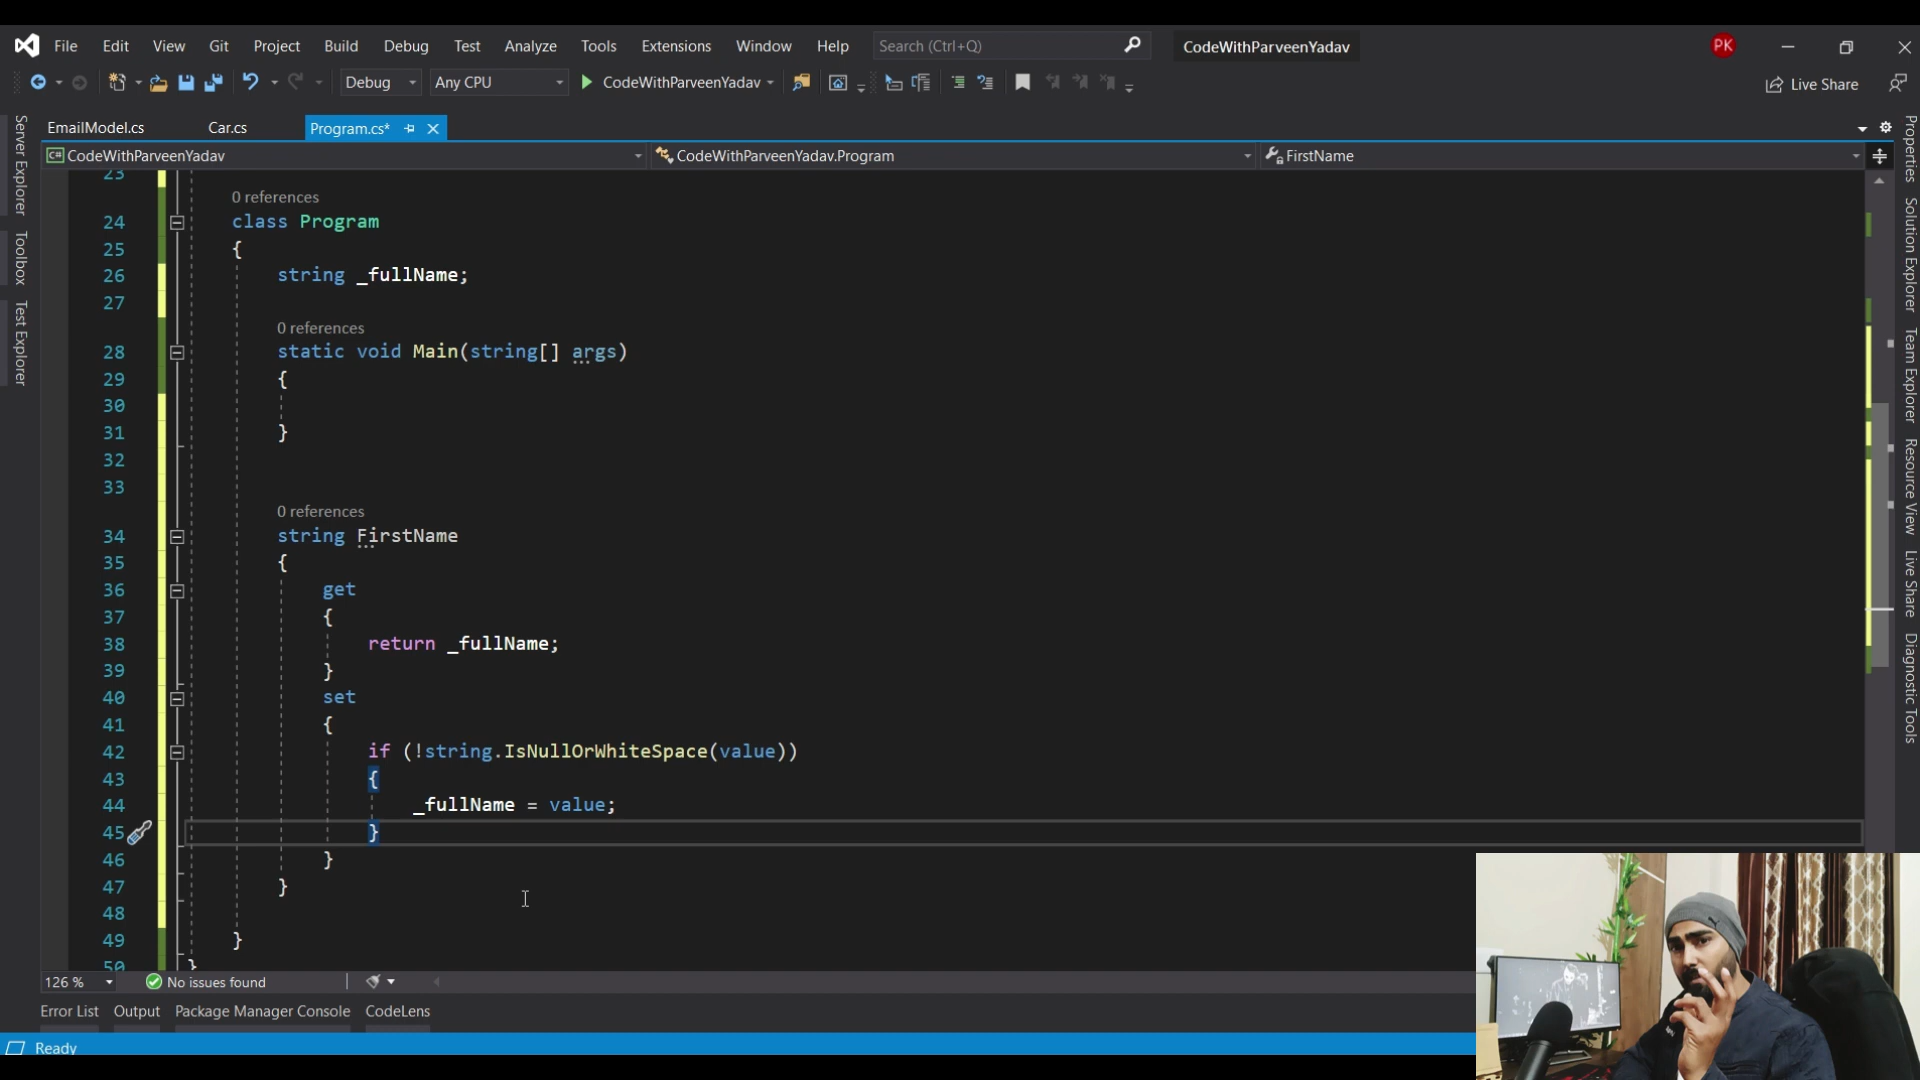 File Edit View Git Project Build Debug Test Analyze Tools Extensions Window Help Search (Ctrl+Q) CodeWithParveenYadav PK
Debug Any CPU CodeWithParveenYadav Live Share
EmailModel.cs Car.cs Program.cs*
C# CodeWithParveenYadav CodeWithParveenYadav.Program FirstName
Server Explorer
Toolbox
Test Explorer
23
0 references
24 class Program
25 {
26 string _fullName;
27
0 references
28 static void Main(string[] args)
29 {
30
31 }
32
33
0 references
34 string FirstName
35 {
36 get
37 {
38 return _fullName;
39 }
40 set
41 {
42 if (!string.IsNullOrWhiteSpace(value))
43 {
44 _fullName = value;
45 }
46 }
47 }
48
49 }
50 }
Properties
Solution Explorer
Team Explorer
Resource View
Live Share
Diagnostic Tools
126 % No issues found
Error List Output Package Manager Console CodeLens
Ready